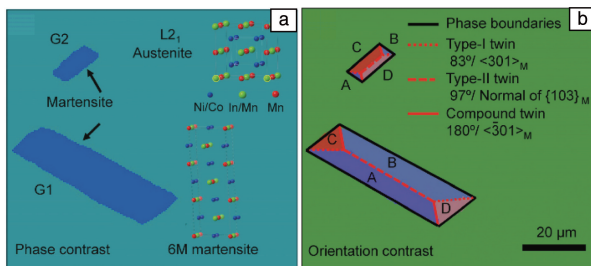 a
G2
L2₁
Austenite
Martensite
Ni/Co In/Mn Mn
G1
Phase contrast
6M martensite
b
Phase boundaries
Type-I twin
83°/ <301>M
Type-II twin
97°/ Normal of {103}M
Compound twin
180°/ <3̅01>M
C B
A D
C B
A D
20 µm
Orientation contrast